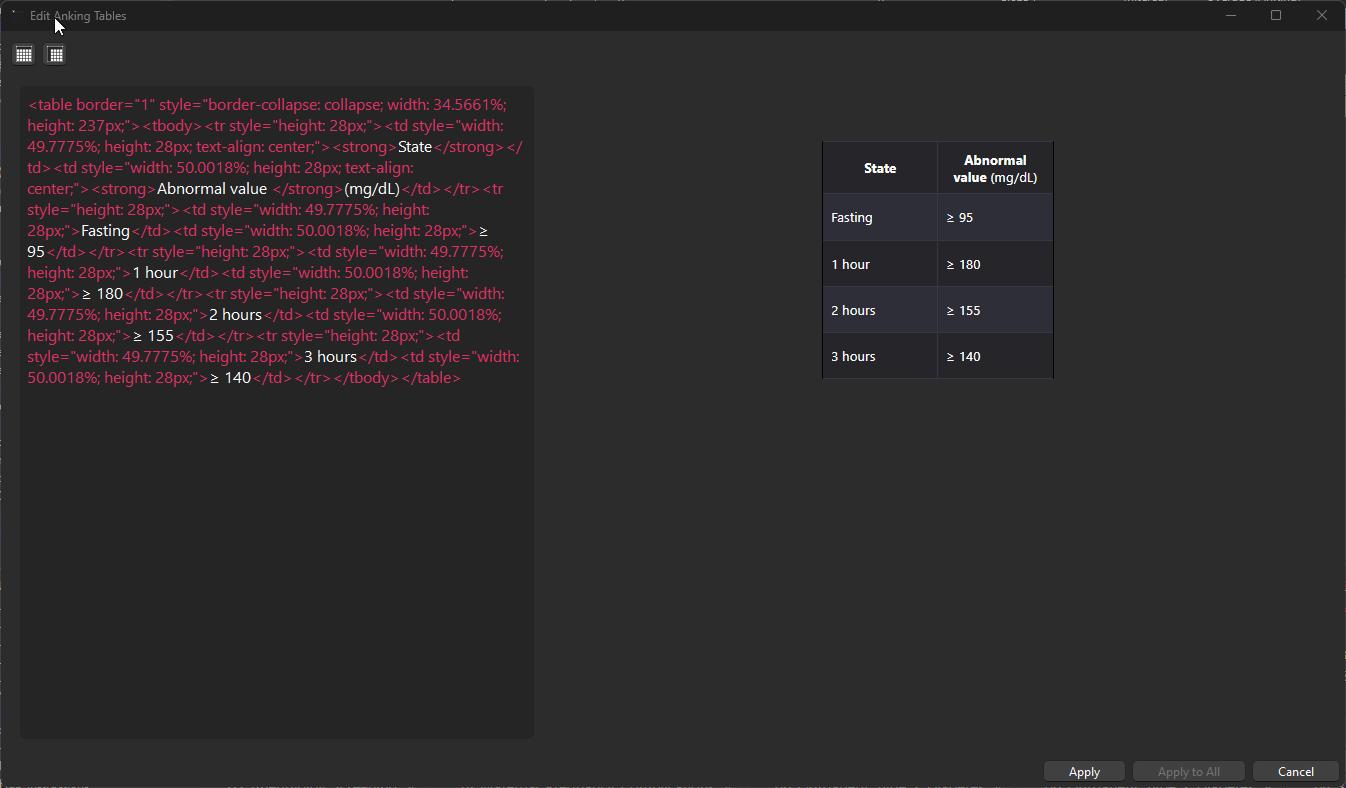 Edit Anking Tables
<table border="1" style="border-collapse: collapse; width: 34.5661%;
height: 237px;"><tbody><tr style="height: 28px;"><td style="width:
49.7775%; height: 28px; text-align: center;"><strong>State</strong></
td><td style="width: 50.0018%; height: 28px; text-align:
center;"><strong>Abnormal value </strong>(mg/dL)</td></tr><tr
style="height: 28px;"><td style="width: 49.7775%; height:
28px;">Fasting</td><td style="width: 50.0018%; height: 28px;">≥
95</td></tr><tr style="height: 28px;"><td style="width: 49.7775%;
height: 28px;">1 hour</td><td style="width: 50.0018%; height:
28px;">≥ 180</td></tr><tr style="height: 28px;"><td style="width:
49.7775%; height: 28px;">2 hours</td><td style="width: 50.0018%;
height: 28px;">≥ 155</td></tr><tr style="height: 28px;"><td
style="width: 49.7775%; height: 28px;">3 hours</td><td style="width:
50.0018%; height: 28px;">≥ 140</td></tr></tbody></table>
State
Abnormal
value (mg/dL)
Fasting
≥ 95
1 hour
≥ 180
2 hours
≥ 155
3 hours
≥ 140
Apply
Apply to All
Cancel